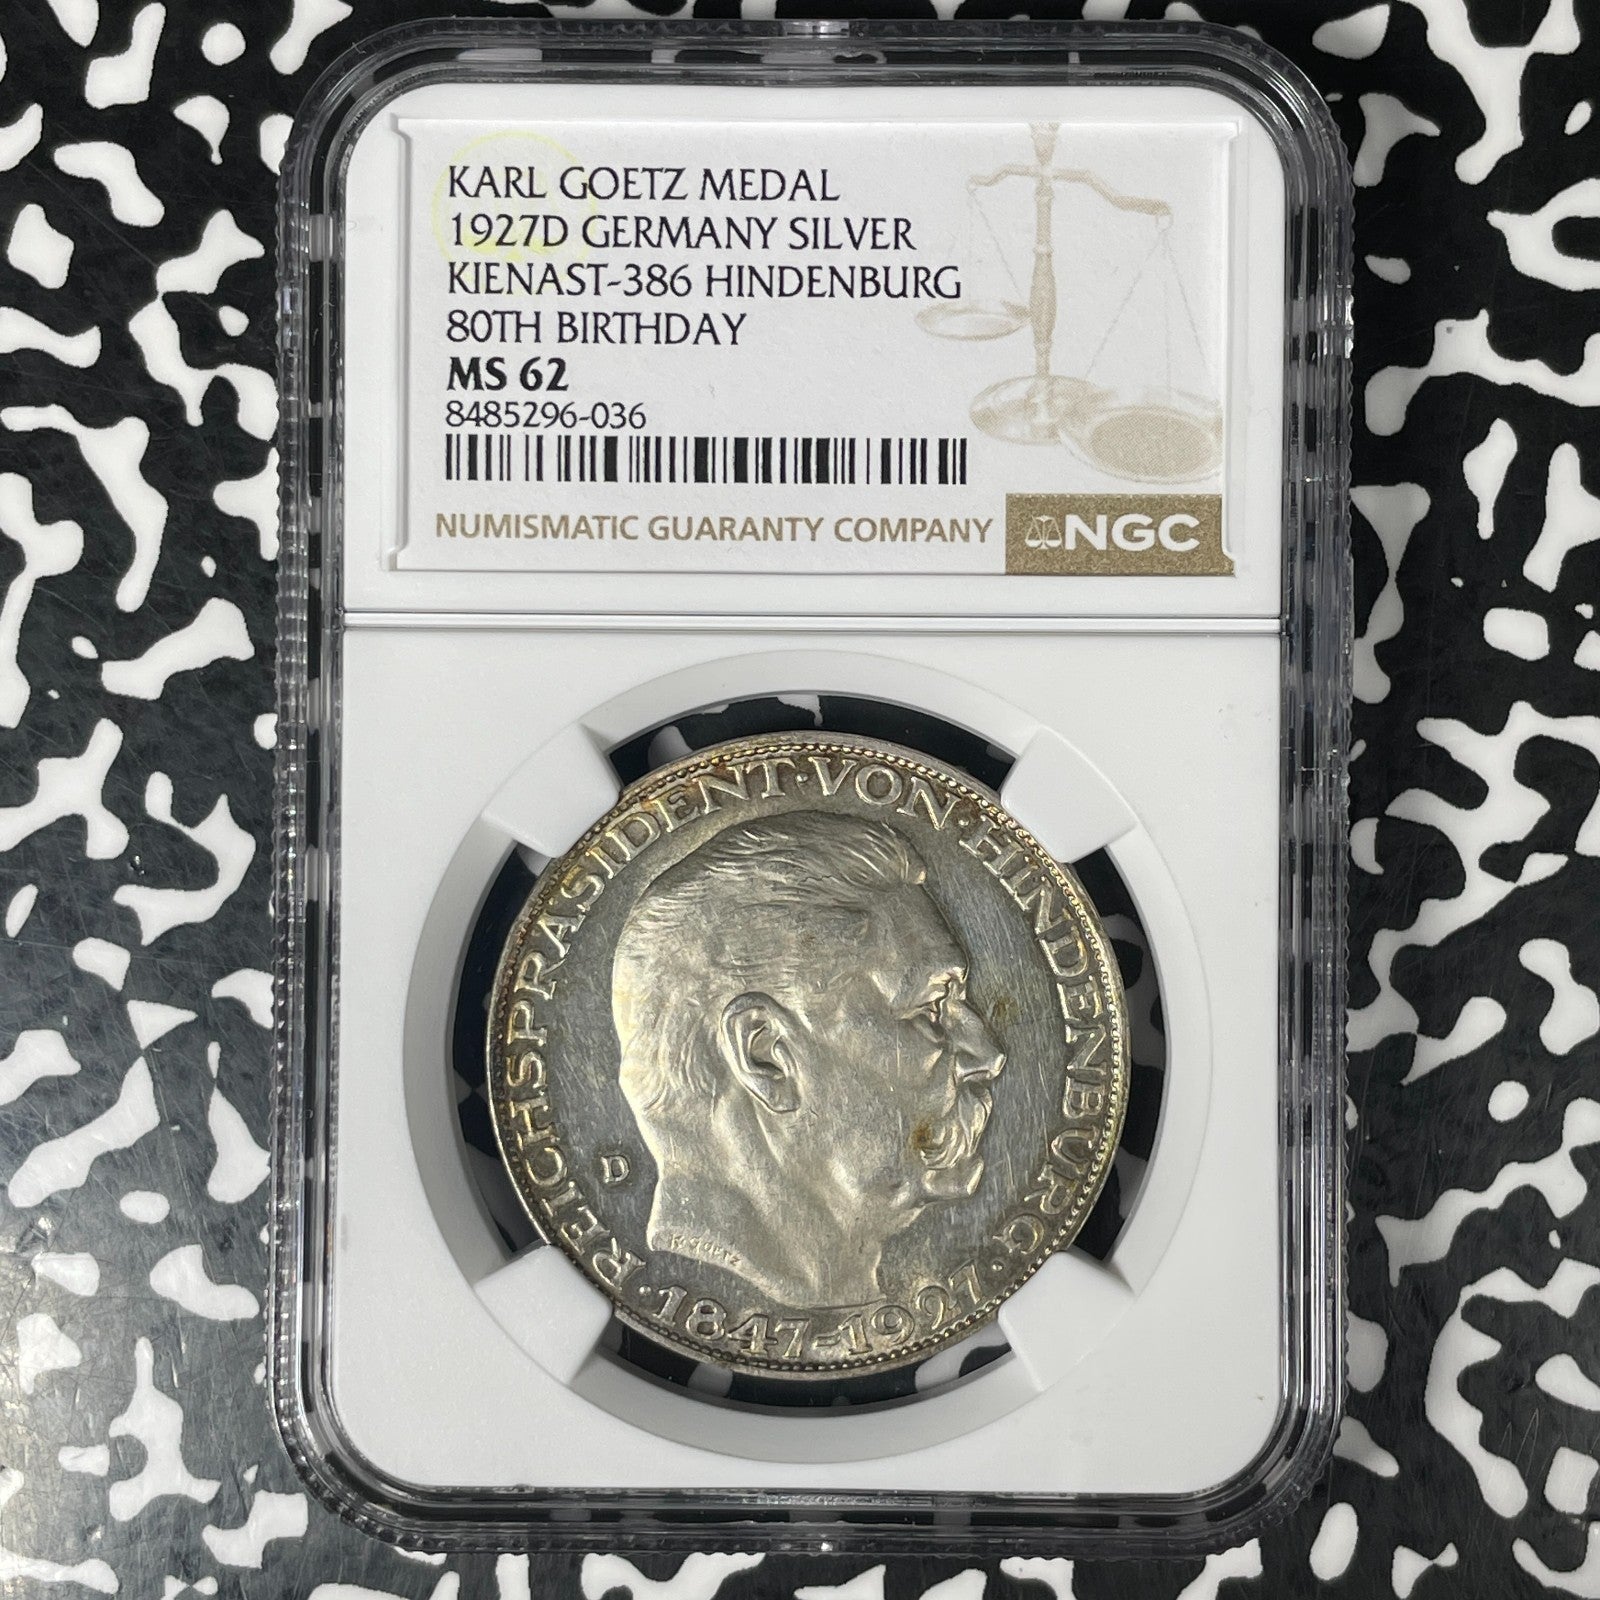 KARL GOETZ MEDAL
1927D GERMANY SILVER
KIENAST-386 HINDENBURG
80TH BIRTHDAY
MS 62
8485296-036
NUMISMATIC GUARANTY COMPANY
NGC
REICHSPRÄSIDENT·VON·HINDENBURG·
D
K·GOETZ
·1847-1927·